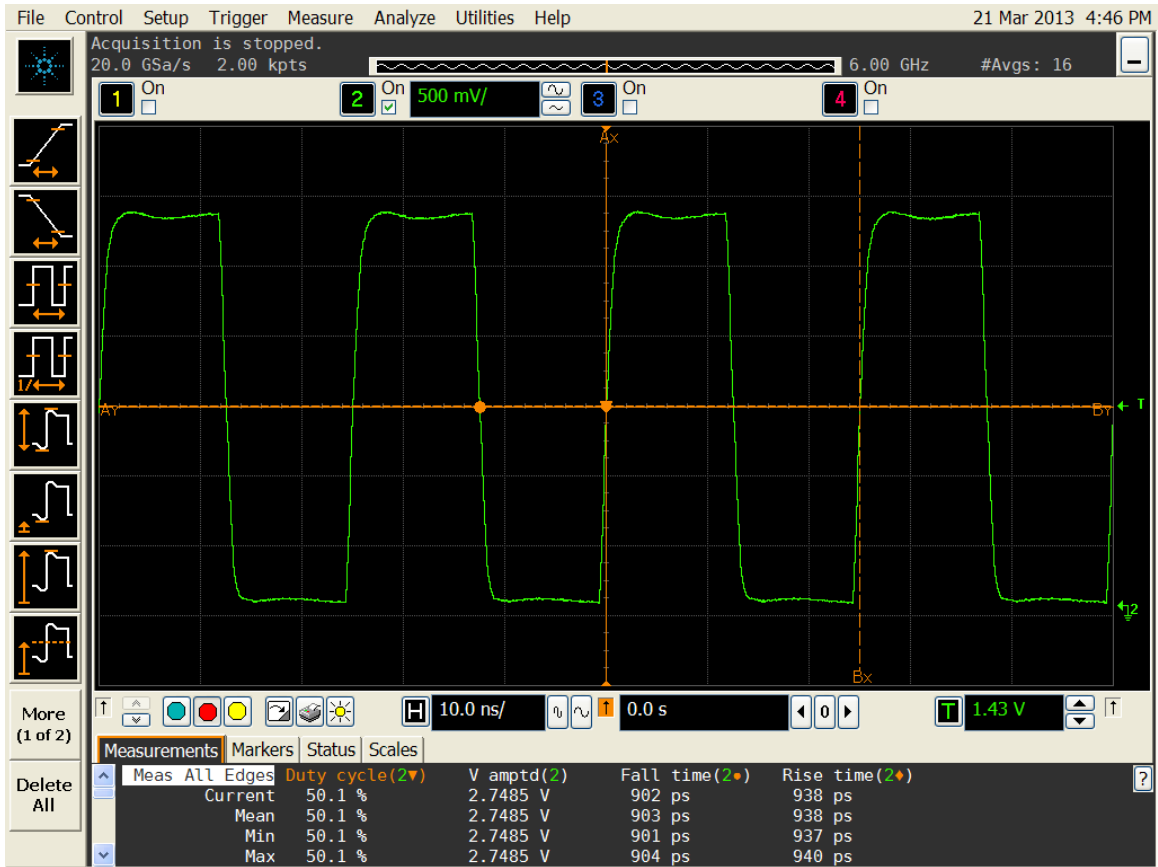 File Control Setup Trigger Measure Analyze Utilities Help 21 Mar 2013 4:46 PM
Acquisition is stopped.
20.0 GSa/s 2.00 kpts 6.00 GHz #Avgs: 16
1 On 2 On 500 mV/ 3 On 4 On
Ax
AY BY
T
2
Bx
1/
More
(1 of 2)
Delete
All
H 10.0 ns/ 0.0 s 0 T 1.43 V
Measurements Markers Status Scales
Meas All Edges Duty cycle(2▼) V amptd(2) Fall time(2●) Rise time(2♦) ?
Current 50.1 % 2.7485 V 902 ps 938 ps
Mean 50.1 % 2.7485 V 903 ps 938 ps
Min 50.1 % 2.7485 V 901 ps 937 ps
Max 50.1 % 2.7485 V 904 ps 940 ps